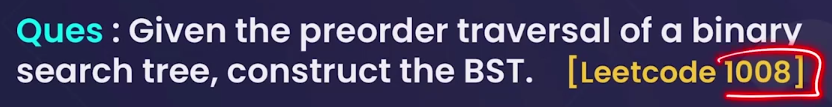 Ques : Given the preorder traversal of a binary
search tree, construct the BST. [Leetcode 1008]